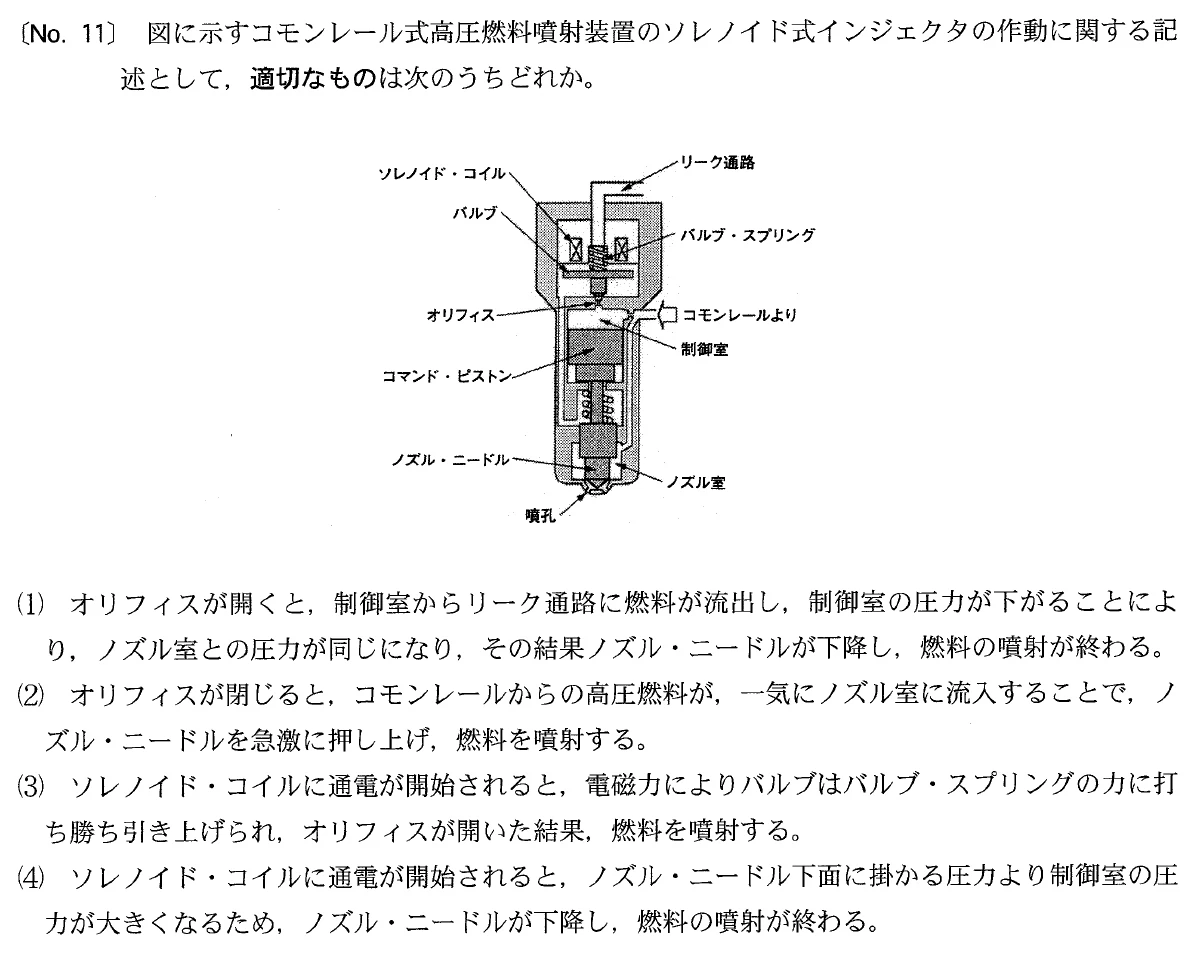 〔No. 11〕 図に示すコモンレール式高圧燃料噴射装置のソレノイド式インジェクタの作動に関する記
述として，適切なものは次のうちどれか。
リーク通路
ソレノイド・コイル
バルブ
バルブ・スプリング
オリフィス
コモンレールより
制御室
コマンド・ピストン
ノズル・ニードル
ノズル室
噴孔
⑴ オリフィスが開くと，制御室からリーク通路に燃料が流出し，制御室の圧力が下がることによ
り，ノズル室との圧力が同じになり，その結果ノズル・ニードルが下降し，燃料の噴射が終わる。
⑵ オリフィスが閉じると，コモンレールからの高圧燃料が，一気にノズル室に流入することで，ノ
ズル・ニードルを急激に押し上げ，燃料を噴射する。
⑶ ソレノイド・コイルに通電が開始されると，電磁力によりバルブはバルブ・スプリングの力に打
ち勝ち引き上げられ，オリフィスが開いた結果，燃料を噴射する。
⑷ ソレノイド・コイルに通電が開始されると，ノズル・ニードル下面に掛かる圧力より制御室の圧
力が大きくなるため，ノズル・ニードルが下降し，燃料の噴射が終わる。